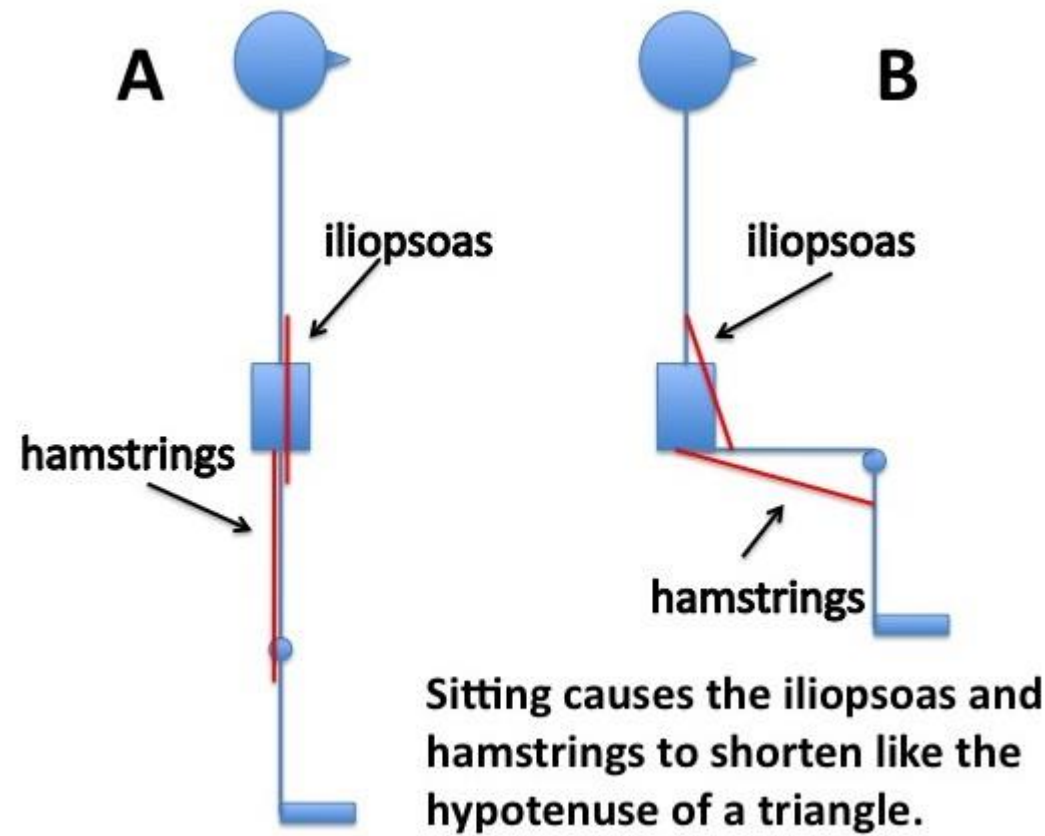 A
B
iliopsoas
iliopsoas
hamstrings
hamstrings
Sitting causes the iliopsoas and
hamstrings to shorten like the
hypotenuse of a triangle.